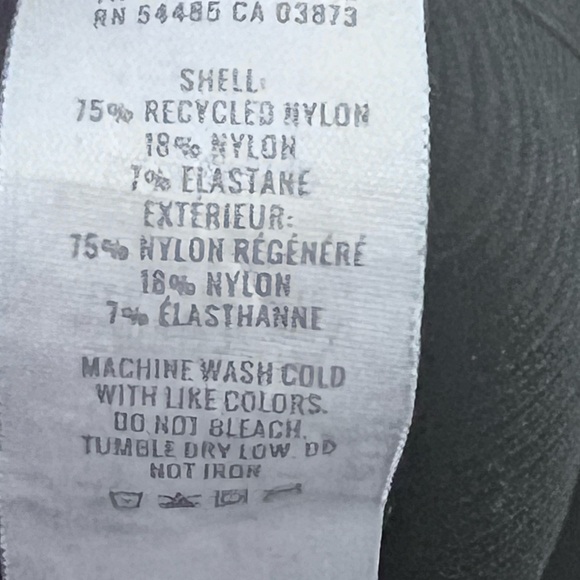 RN 54485 CA 03873
SHELL:
75% RECYCLED NYLON
18% NYLON
7% ELASTANE
EXTÉRIEUR:
75% NYLON RÉGÉNÉRÉ
18% NYLON
7% ÉLASTHANNE
MACHINE WASH COLD
WITH LIKE COLORS.
DO NOT BLEACH.
TUMBLE DRY LOW. DO
NOT IRON